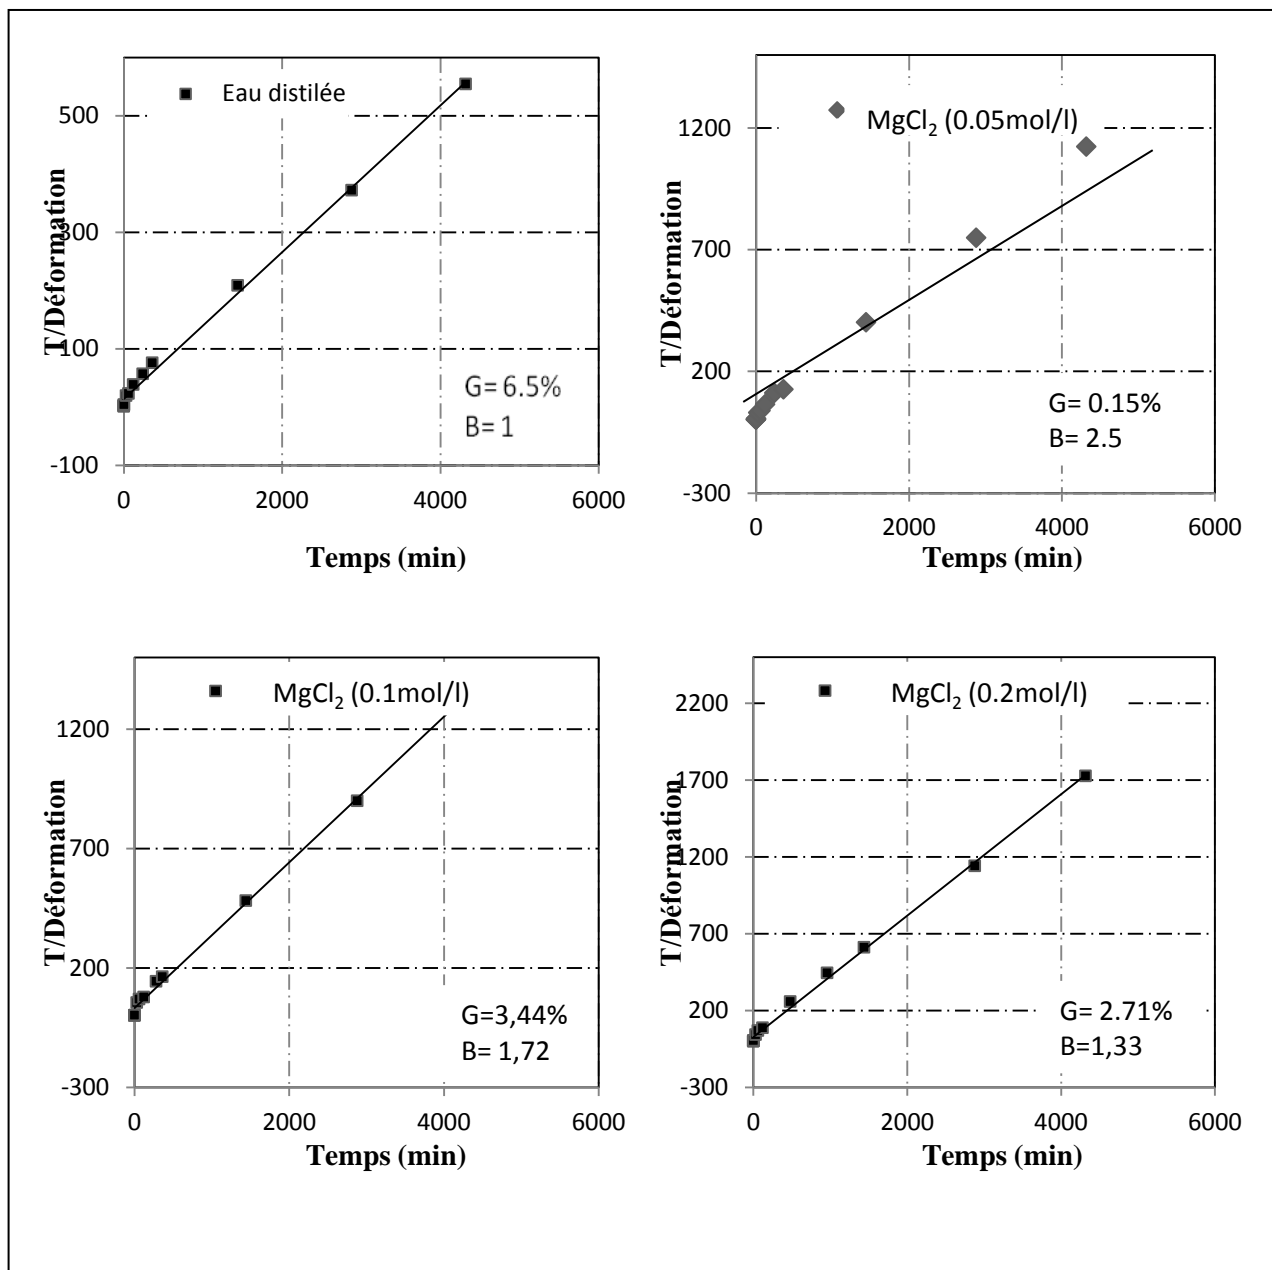 Eau distilée
T/Déformation
500
300
100
-100
G= 6.5%
B= 1
0 2000 4000 6000
Temps (min)
MgCl₂ (0.05mol/l)
T/Déformation
1200
700
200
-300
G= 0.15%
B= 2.5
0 2000 4000 6000
Temps (min)
MgCl₂ (0.1mol/l)
T/Déformation
1200
700
200
-300
G=3,44%
B= 1,72
0 2000 4000 6000
Temps (min)
MgCl₂ (0.2mol/l)
T/Déformation
2200
1700
1200
700
200
-300
G= 2.71%
B=1,33
0 2000 4000 6000
Temps (min)